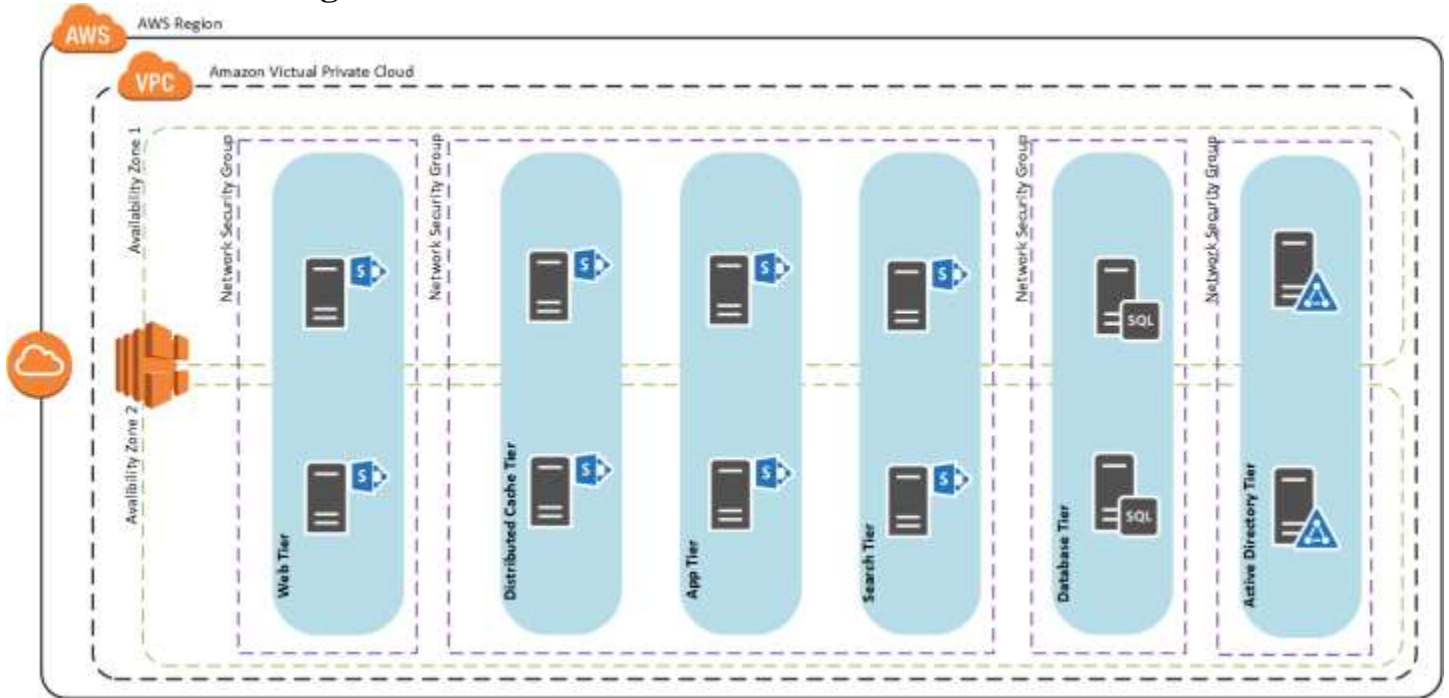 AWS
AWS Region
VPC
Amazon Victual Private Cloud
Availability Zone 1
Network Security Group
Network Security Group
Network Security Group
Network Security Group
S
S
S
S
SQL
Availibility Zone 2
S
S
S
S
SQL
Web Tier
Distributed Cache Tier
App Tier
Search Tier
Database Tier
Active Directory Tier